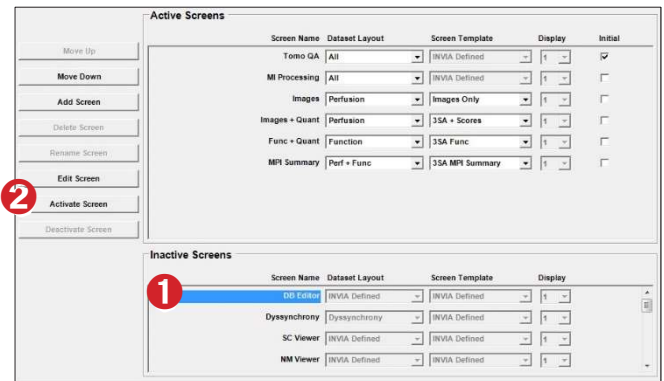 Active Screens
Screen Name Dataset Layout Screen Template Display Initial
Move Up
Tomo QA All INVIA Defined 1
Move Down
MI Processing All INVIA Defined 1
Add Screen
Images Perfusion Images Only 1
Delete Screen
Images + Quant Perfusion 3SA + Scores 1
Rename Screen
Func + Quant Function 3SA Func 1
MPI Summary Perf + Func 3SA MPI Summary 1
Edit Screen
2 Activate Screen
Deactivate Screen
Inactive Screens
Screen Name Dataset Layout Screen Template Display
1 DB Editor INVIA Defined INVIA Defined 1
Dyssynchrony Dyssynchrony INVIA Defined 1
SC Viewer INVIA Defined INVIA Defined 1
NM Viewer INVIA Defined INVIA Defined 1